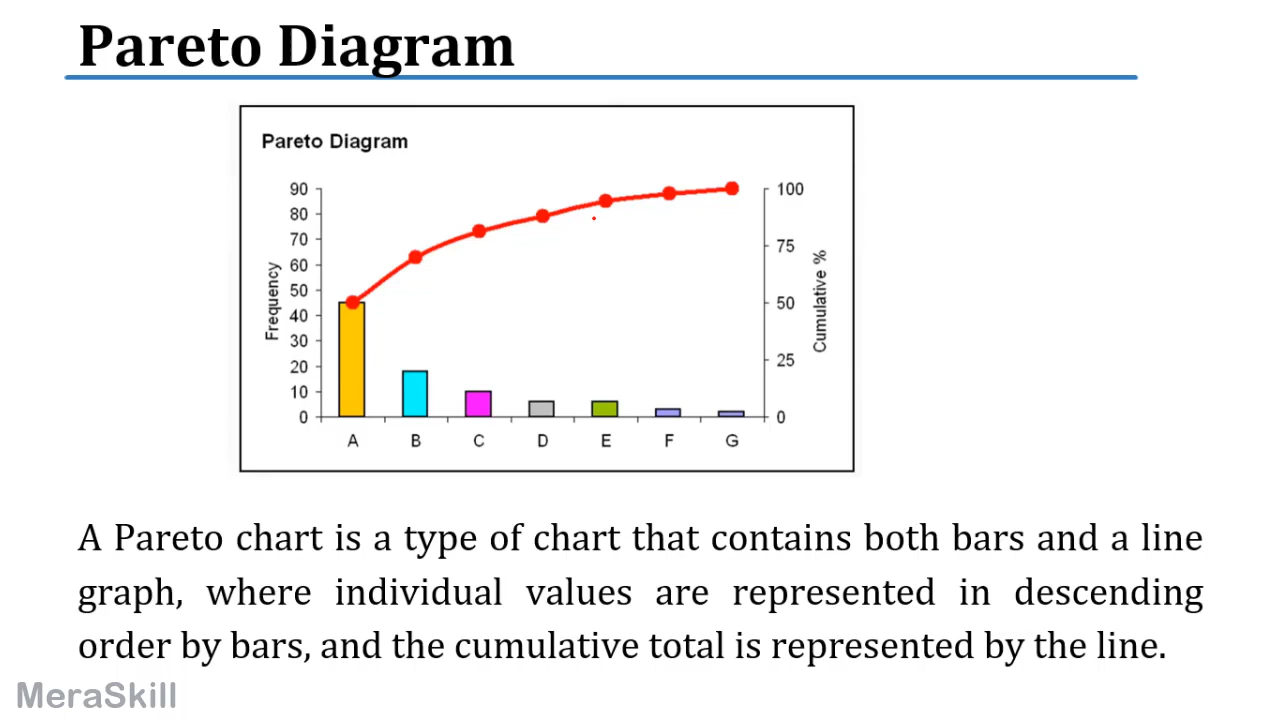 Pareto Diagram
Pareto Diagram
90
80
70
60
50
40
30
20
10
0
Frequency
A B C D E F G
100
75
50
25
0
Cumulative %
A Pareto chart is a type of chart that contains both bars and a line
graph, where individual values are represented in descending
order by bars, and the cumulative total is represented by the line.
MeraSkill